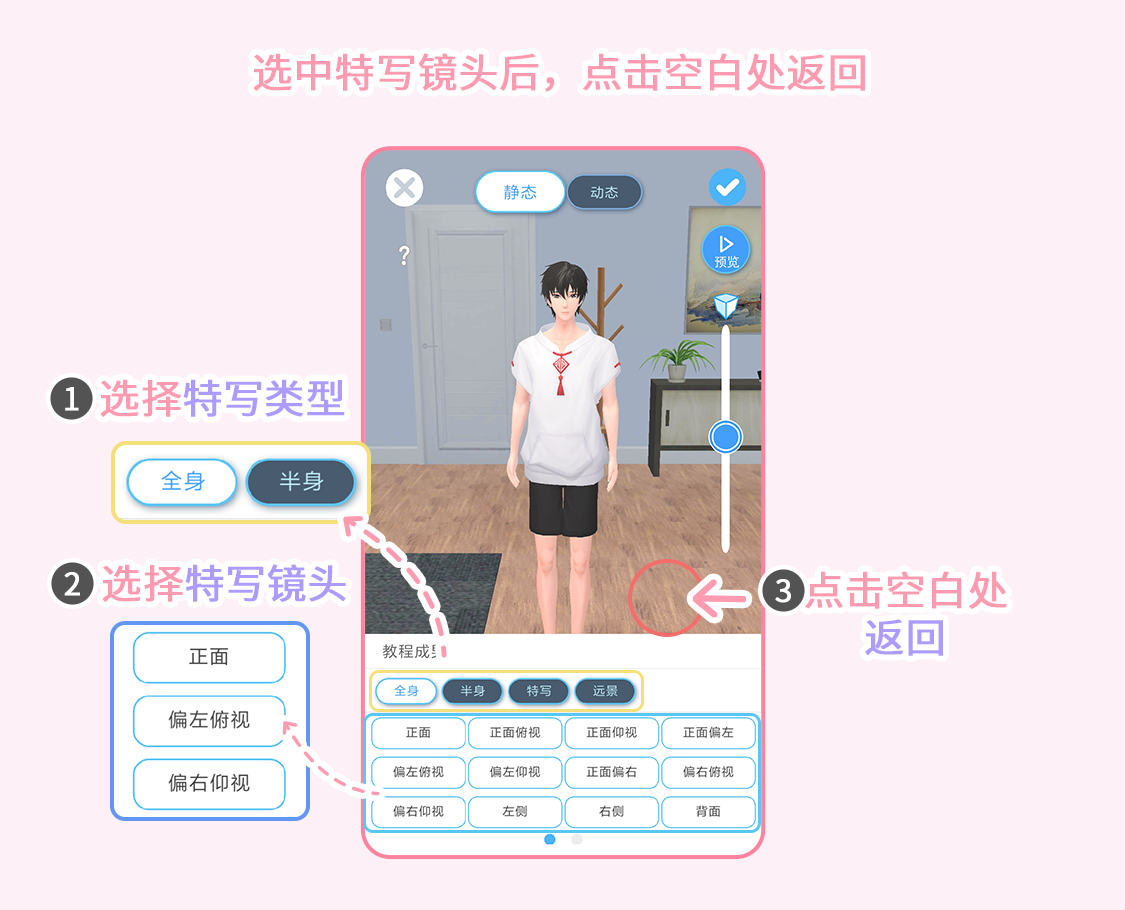 选中特写镜头后，点击空白处返回
静态
动态
?
预览
1 选择特写类型
全身
半身
2 选择特写镜头
正面
偏左俯视
偏右仰视
3 点击空白处
返回
教程成
全身
半身
特写
远景
正面
正面俯视
正面仰视
正面偏左
偏左俯视
偏左仰视
正面偏右
偏右俯视
偏右仰视
左侧
右侧
背面